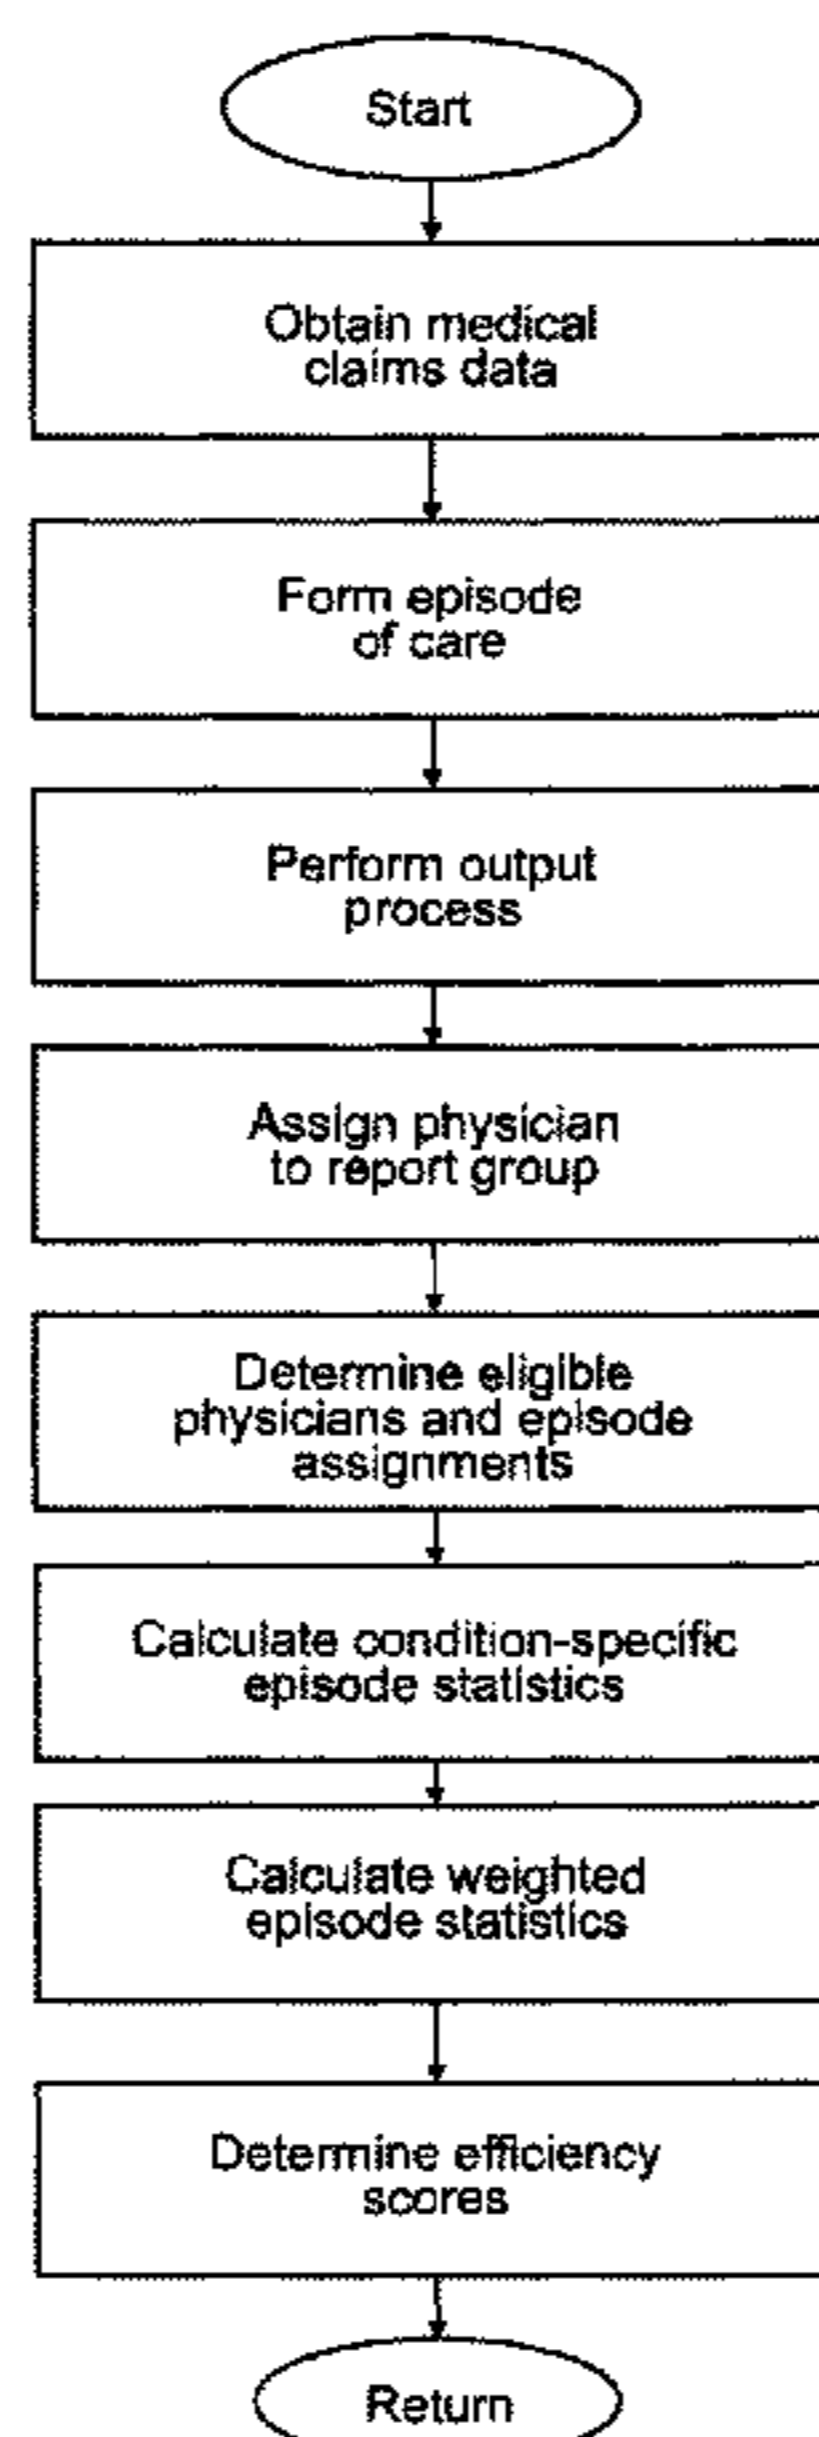 Start
Obtain medical
claims data
Form episode
of care
Perform output
process
Assign physician
to report group
Determine eligible
physicians and episode
assignments
Calculate condition-specific
episode statistics
Calculate weighted
episode statistics
Determine efficiency
scores
Return